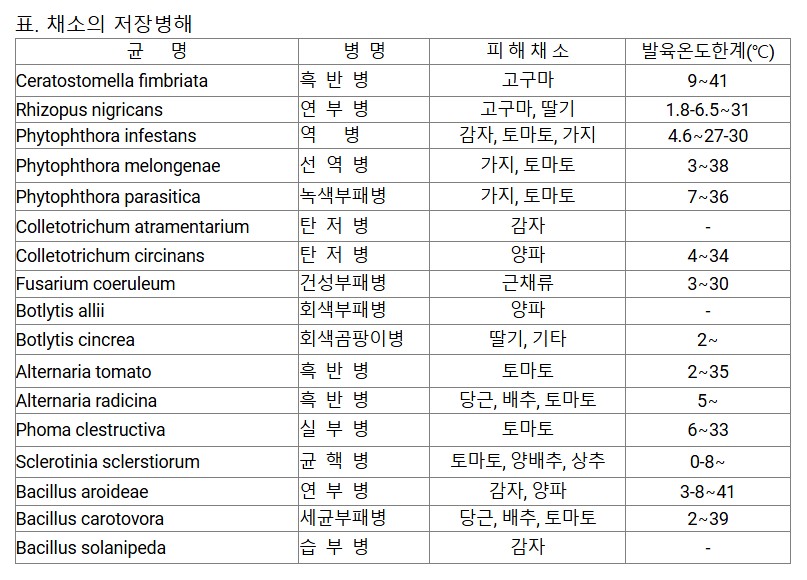 표. 채소의 저장병해
균 명 병 명 피해채소 발육온도한계(℃)
Ceratostomella fimbriata 흑 반 병 고구마 9~41
Rhizopus nigricans 연 부 병 고구마, 딸기 1.8-6.5~31
Phytophthora infestans 역 병 감자, 토마토, 가지 4.6~27-30
Phytophthora melongenae 선 역 병 가지, 토마토 3~38
Phytophthora parasitica 녹색부패병 가지, 토마토 7~36
Colletotrichum atramentarium 탄 저 병 감자 -
Colletotrichum circinans 탄 저 병 양파 4~34
Fusarium coeruleum 건성부패병 근채류 3~30
Botlytis allii 회색부패병 양파 -
Botlytis cincrea 회색곰팡이병 딸기, 기타 2~
Alternaria tomato 흑 반 병 토마토 2~35
Alternaria radicina 흑 반 병 당근, 배추, 토마토 5~
Phoma clestructiva 실 부 병 토마토 6~33
Sclerotinia sclerstiorum 균 핵 병 토마토, 양배추, 상추 0-8~
Bacillus aroideae 연 부 병 감자, 양파 3-8~41
Bacillus carotovora 세균부패병 당근, 배추, 토마토 2~39
Bacillus solanipeda 습 부 병 감자 -